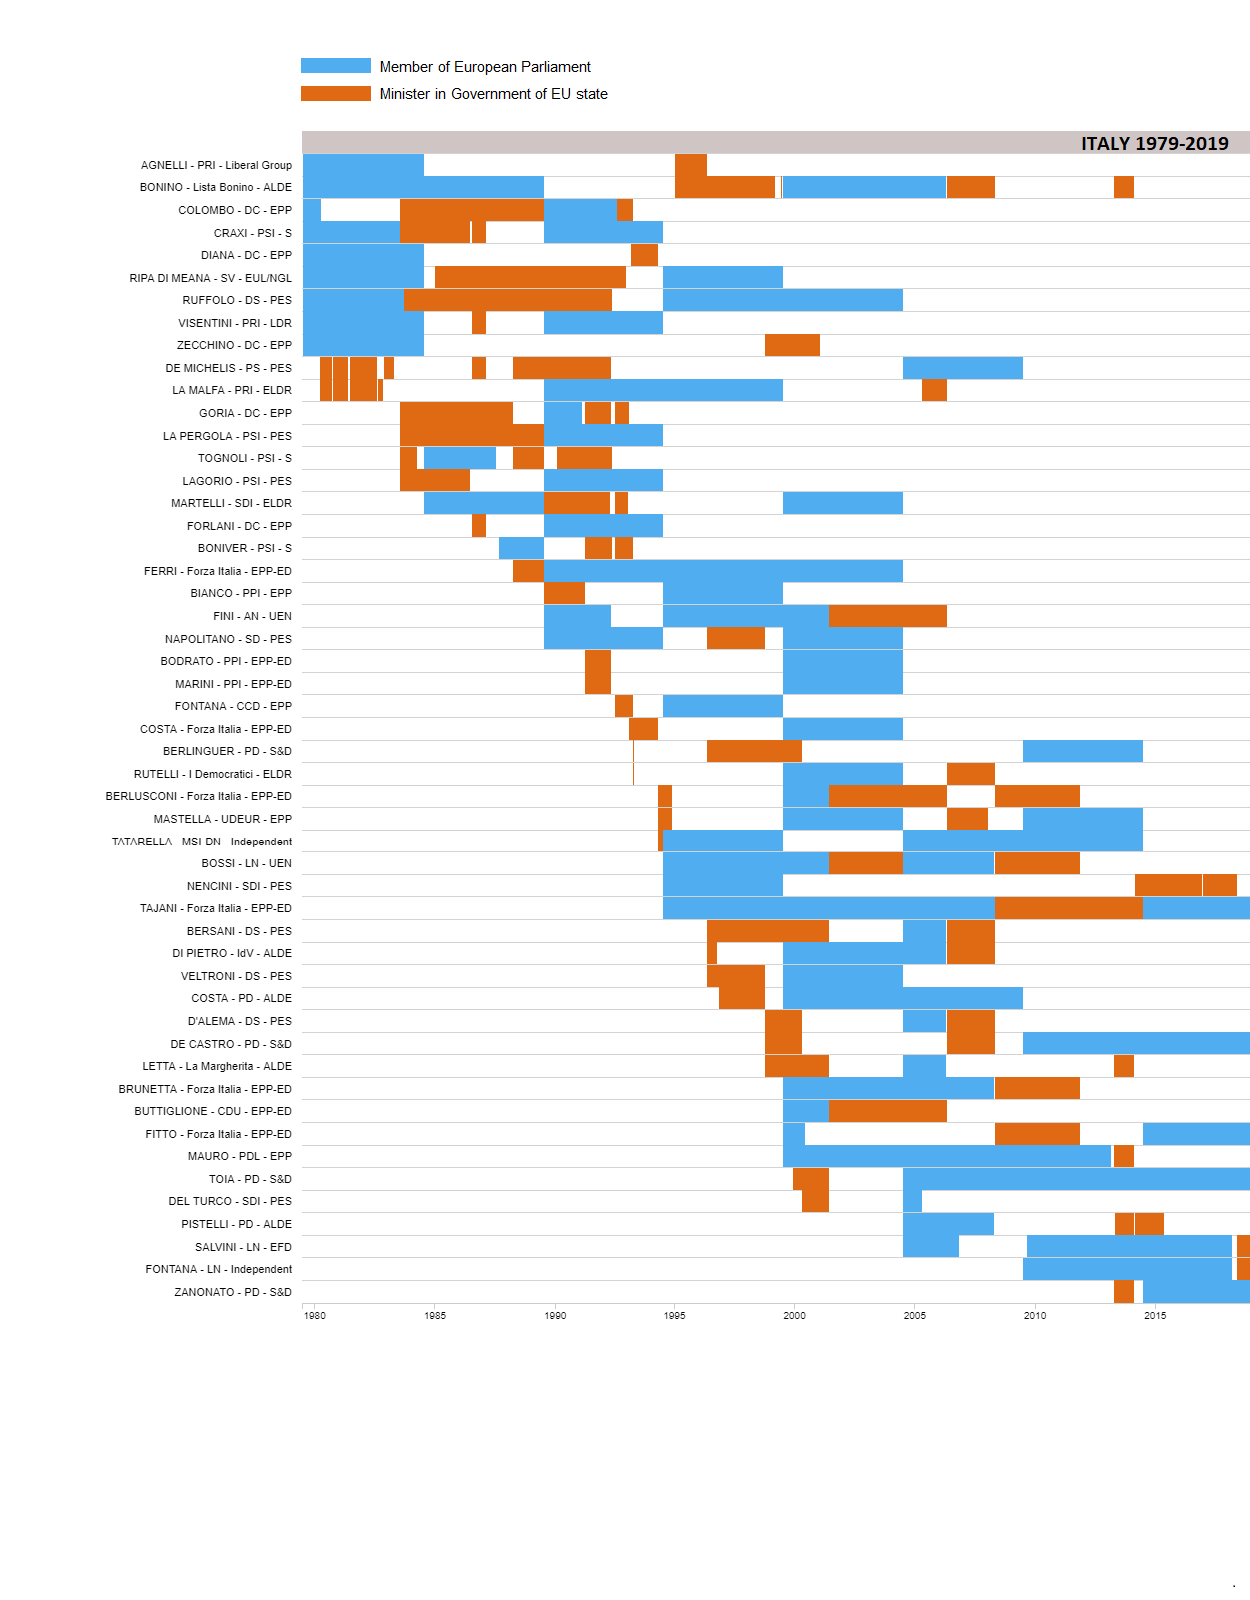 Member of European Parliament
Minister in Government of EU state
ITALY 1979-2019
AGNELLI - PRI - Liberal Group
BONINO - Lista Bonino - ALDE
COLOMBO - DC - EPP
CRAXI - PSI - S
DIANA - DC - EPP
RIPA DI MEANA - SV - EUL/NGL
RUFFOLO - DS - PES
VISENTINI - PRI - LDR
ZECCHINO - DC - EPP
DE MICHELIS - PS - PES
LA MALFA - PRI - ELDR
GORIA - DC - EPP
LA PERGOLA - PSI - PES
TOGNOLI - PSI - S
LAGORIO - PSI - PES
MARTELLI - SDI - ELDR
FORLANI - DC - EPP
BONIVER - PSI - S
FERRI - Forza Italia - EPP-ED
BIANCO - PPI - EPP
FINI - AN - UEN
NAPOLITANO - SD - PES
BODRATO - PPI - EPP-ED
MARINI - PPI - EPP-ED
FONTANA - CCD - EPP
COSTA - Forza Italia - EPP-ED
BERLINGUER - PD - S&D
RUTELLI - I Democratici - ELDR
BERLUSCONI - Forza Italia - EPP-ED
MASTELLA - UDEUR - EPP
TATARELLA - MSI-DN - Independent
BOSSI - LN - UEN
NENCINI - SDI - PES
TAJANI - Forza Italia - EPP-ED
BERSANI - DS - PES
DI PIETRO - IdV - ALDE
VELTRONI - DS - PES
COSTA - PD - ALDE
D'ALEMA - DS - PES
DE CASTRO - PD - S&D
LETTA - La Margherita - ALDE
BRUNETTA - Forza Italia - EPP-ED
BUTTIGLIONE - CDU - EPP-ED
FITTO - Forza Italia - EPP-ED
MAURO - PDL - EPP
TOIA - PD - S&D
DEL TURCO - SDI - PES
PISTELLI - PD - ALDE
SALVINI - LN - EFD
FONTANA - LN - Independent
ZANONATO - PD - S&D
1980 1985 1990 1995 2000 2005 2010 2015
.